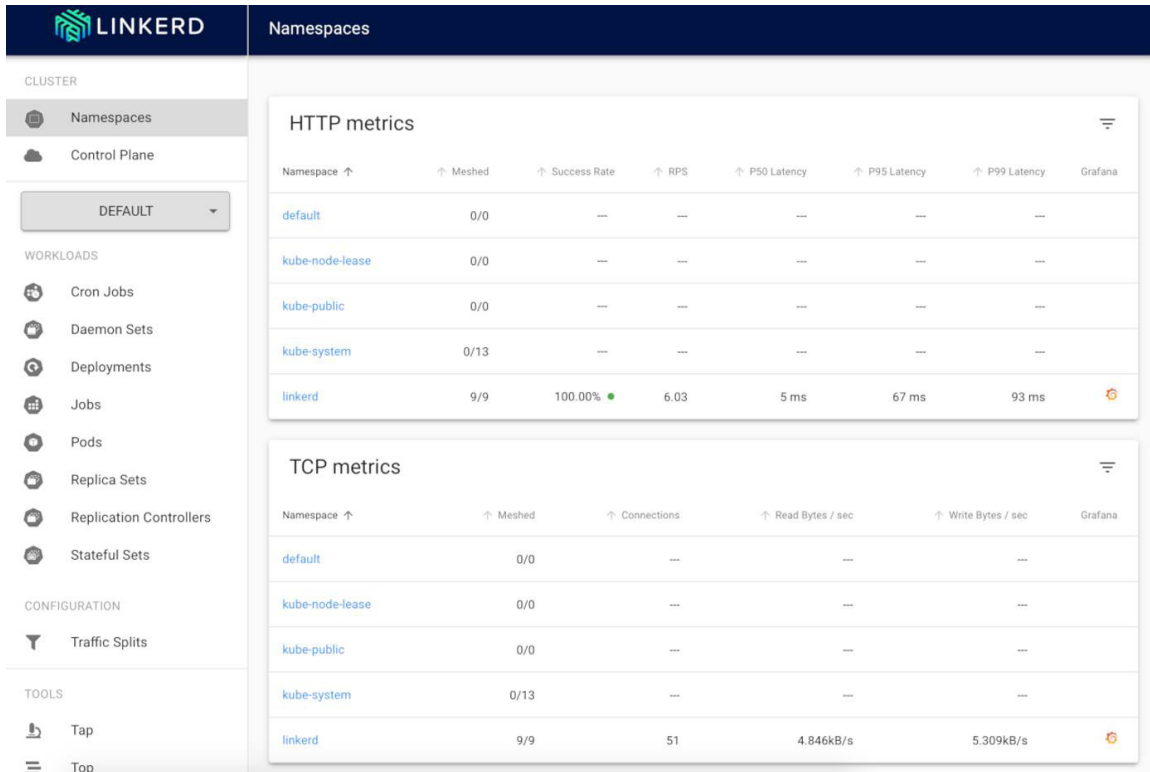 LINKERD
Namespaces
CLUSTER
Namespaces
Control Plane
DEFAULT
WORKLOADS
Cron Jobs
Daemon Sets
Deployments
Jobs
Pods
Replica Sets
Replication Controllers
Stateful Sets
CONFIGURATION
Traffic Splits
TOOLS
Tap
Top
HTTP metrics
Namespace ↑ ↑ Meshed ↑ Success Rate ↑ RPS ↑ P50 Latency ↑ P95 Latency ↑ P99 Latency Grafana
default 0/0 --- --- --- --- ---
kube-node-lease 0/0 --- --- --- --- ---
kube-public 0/0 --- --- --- --- ---
kube-system 0/13 --- --- --- --- ---
linkerd 9/9 100.00% 6.03 5 ms 67 ms 93 ms
TCP metrics
Namespace ↑ ↑ Meshed ↑ Connections ↑ Read Bytes / sec ↑ Write Bytes / sec Grafana
default 0/0 --- --- ---
kube-node-lease 0/0 --- --- ---
kube-public 0/0 --- --- ---
kube-system 0/13 --- --- ---
linkerd 9/9 51 4.846kB/s 5.309kB/s